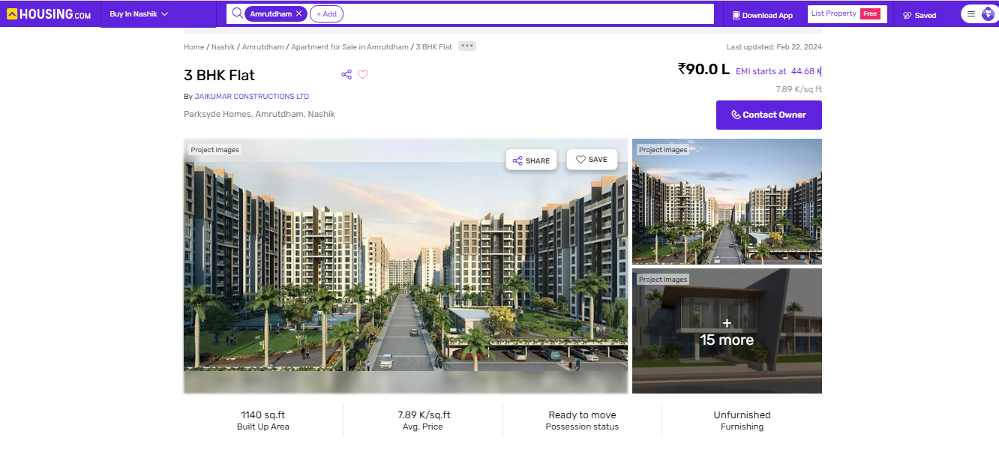 HOUSING.COM
Buy In Nashik
Amrutdham
+ Add
Download App
List Property Free
Saved
Home / Nashik / Amrutdham / Apartment for Sale in Amrutdham / 3 BHK Flat
Last updated: Feb 22, 2024
3 BHK Flat
₹90.0 L EMI starts at 44.68 K
7.89 K/sq.ft
By JAIKUMAR CONSTRUCTIONS LTD
Parksyde Homes, Amrutdham, Nashik
Contact Owner
Project Images
SHARE
SAVE
Project Images
Project Images
+
15 more
1140 sq.ft
Built Up Area
7.89 K/sq.ft
Avg. Price
Ready to move
Possession status
Unfurnished
Furnishing